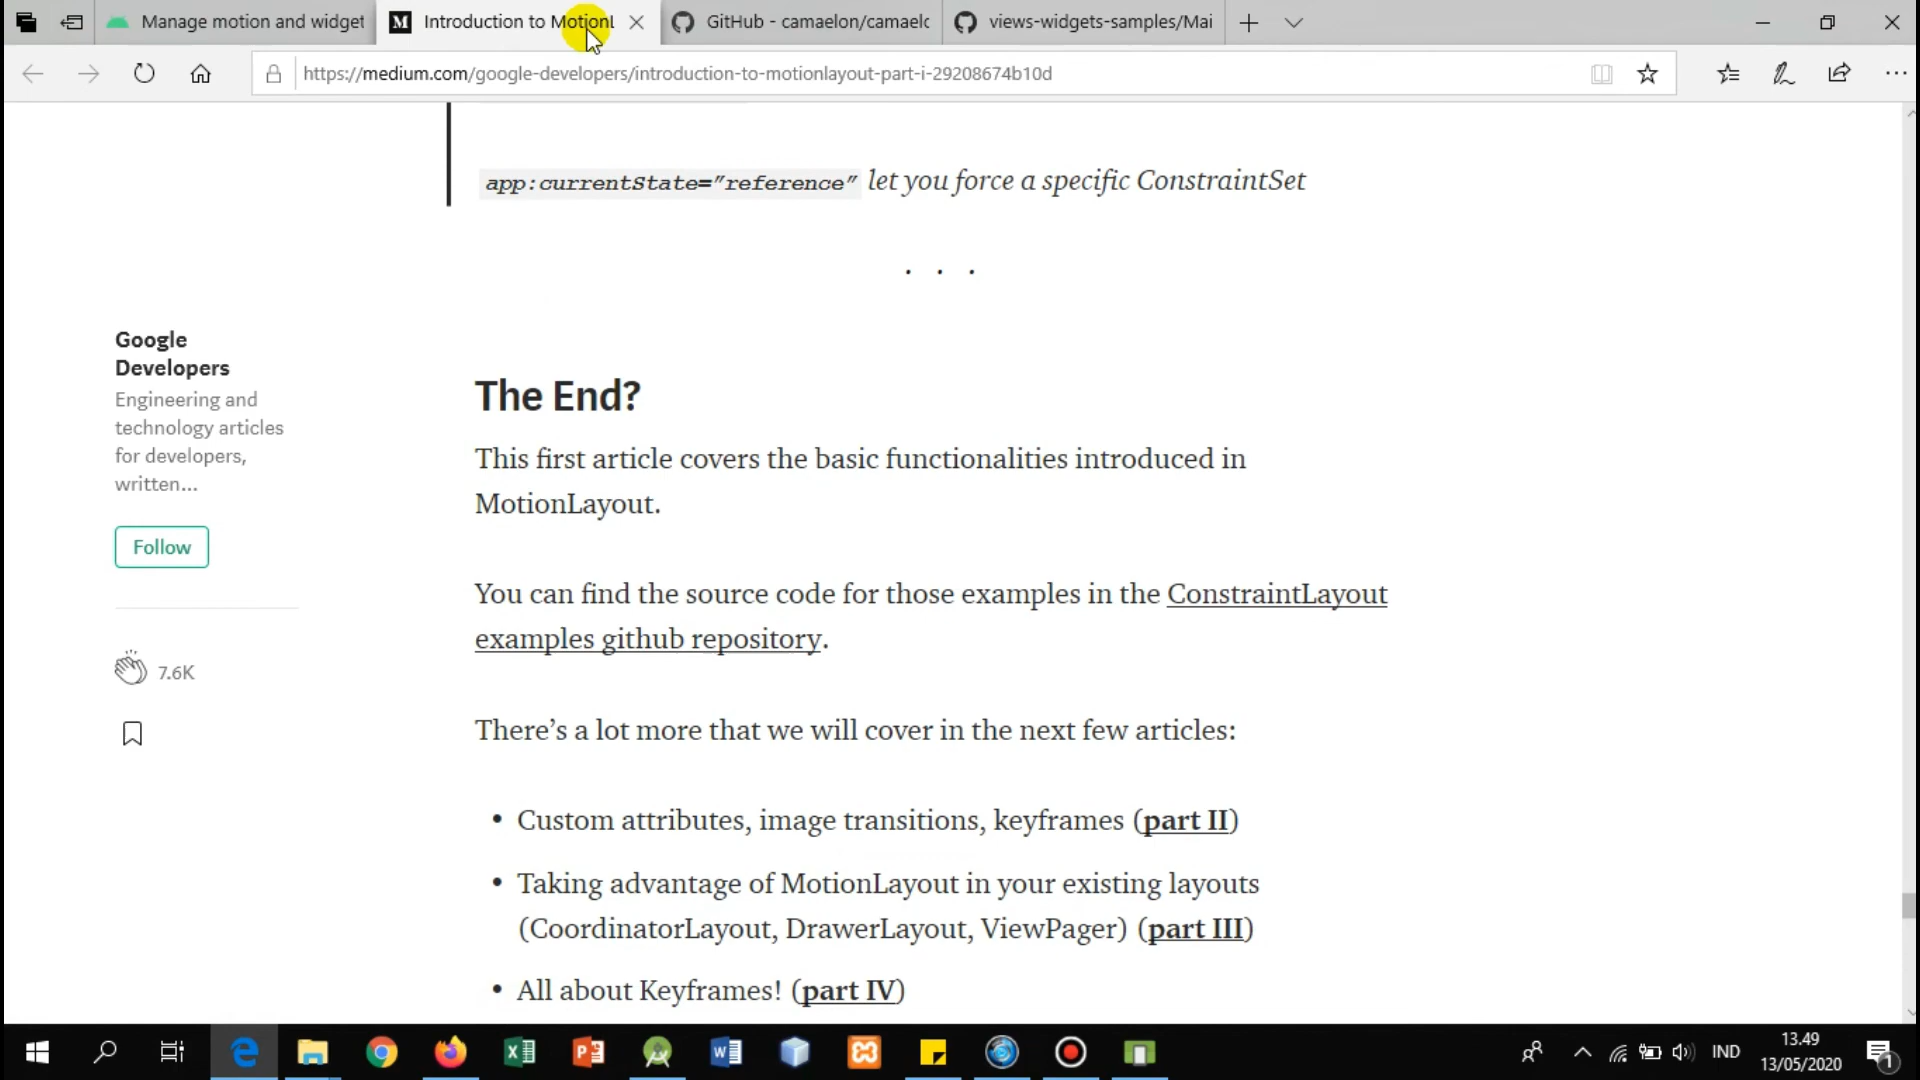 Manage motion and widget
Introduction to MotionL
GitHub - camaelon/camaelo
views-widgets-samples/Mai
https://medium.com/google-developers/introduction-to-motionlayout-part-i-29208674b10d
app:currentState="reference" let you force a specific ConstraintSet
. . .
Google
Developers
Engineering and
technology articles
for developers,
written...
Follow
7.6K
The End?
This first article covers the basic functionalities introduced in
MotionLayout.
You can find the source code for those examples in the ConstraintLayout
examples github repository.
There’s a lot more that we will cover in the next few articles:
• Custom attributes, image transitions, keyframes (part II)
• Taking advantage of MotionLayout in your existing layouts
(CoordinatorLayout, DrawerLayout, ViewPager) (part III)
• All about Keyframes! (part IV)
IND
13.49
13/05/2020
1